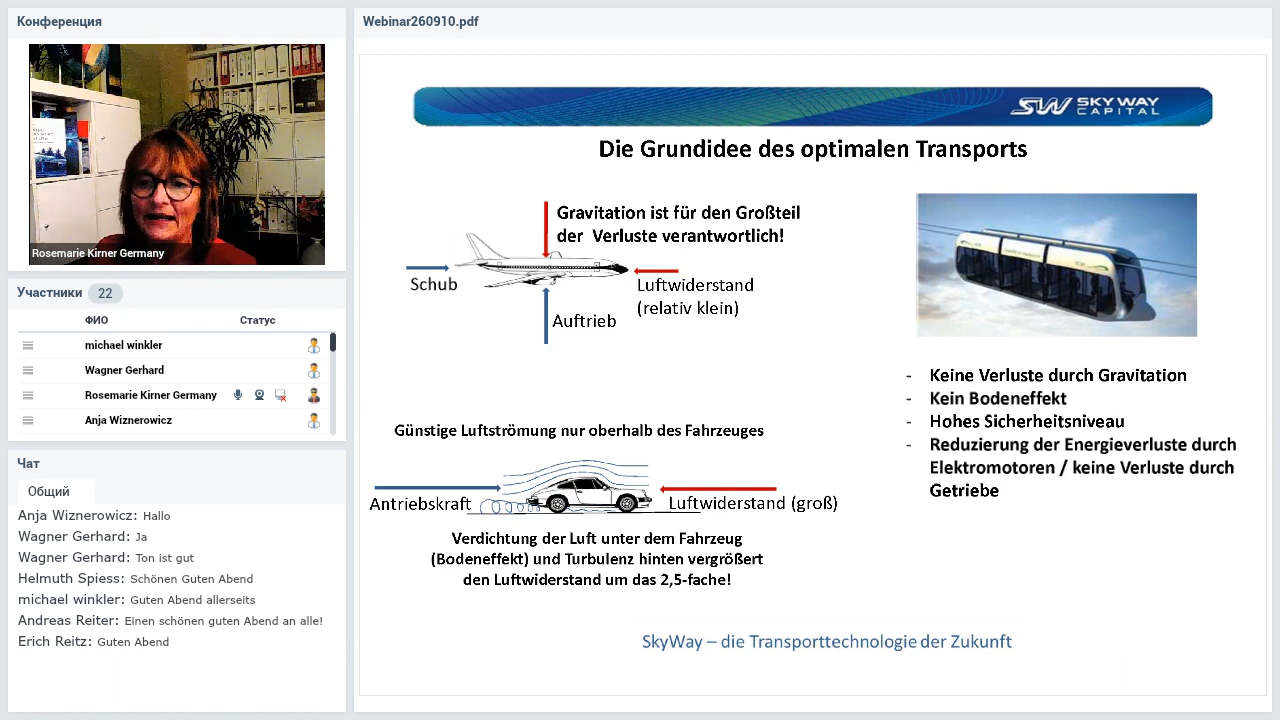 Конференция
Rosemarie Kirner Germany
Участники 22
ФИО Статус
michael winkler
Wagner Gerhard
Rosemarie Kirner Germany
Anja Wiznerowicz
Чат
Общий
Anja Wiznerowicz: Hallo
Wagner Gerhard: Ja
Wagner Gerhard: Ton ist gut
Helmuth Spiess: Schönen Guten Abend
michael winkler: Guten Abend allerseits
Andreas Reiter: Einen schönen guten Abend an alle!
Erich Reitz: Guten Abend
Webinar260910.pdf
SW SKY WAY
CAPITAL
Die Grundidee des optimalen Transports
Gravitation ist für den Großteil
der Verluste verantwortlich!
Schub
Luftwiderstand
(relativ klein)
Auftrieb
Günstige Luftströmung nur oberhalb des Fahrzeuges
Antriebskraft
Luftwiderstand (groß)
Verdichtung der Luft unter dem Fahrzeug
(Bodeneffekt) und Turbulenz hinten vergrößert
den Luftwiderstand um das 2,5-fache!
- Keine Verluste durch Gravitation
- Kein Bodeneffekt
- Hohes Sicherheitsniveau
- Reduzierung der Energieverluste durch
Elektromotoren / keine Verluste durch
Getriebe
SkyWay – die Transporttechnologie der Zukunft